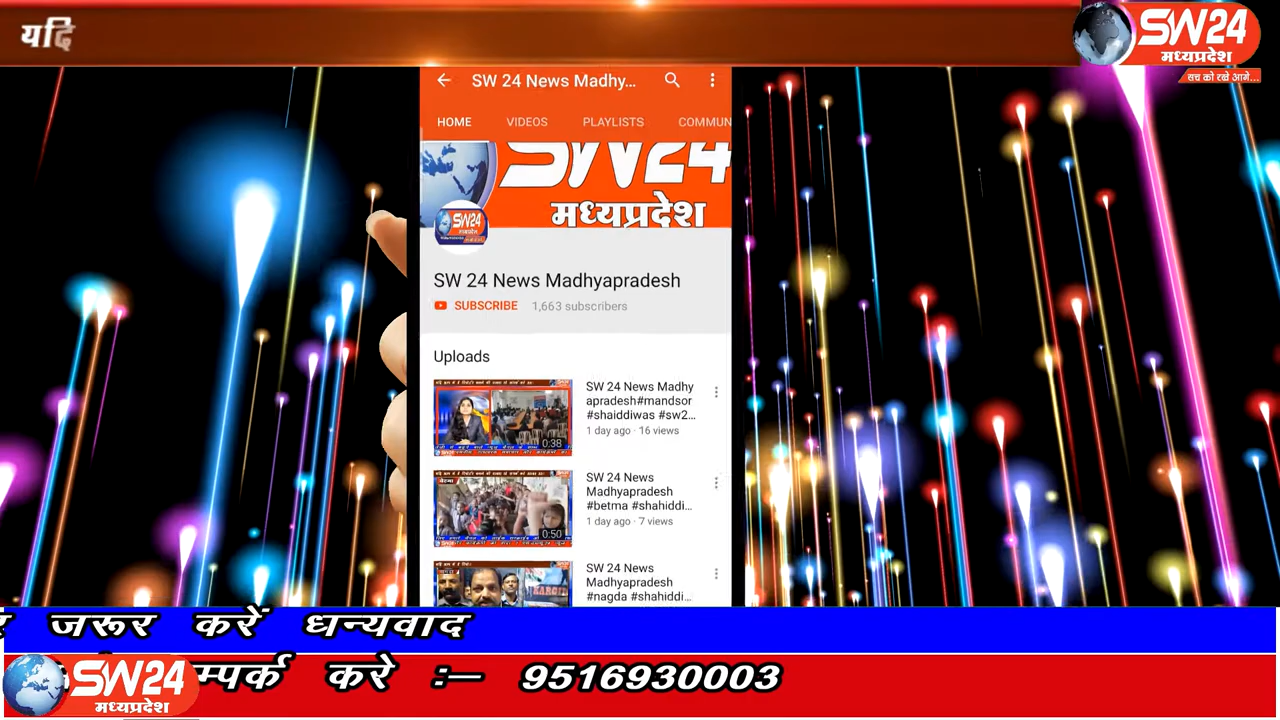 यदि
SW24
मध्यप्रदेश
सच को रखे आगे...
SW 24 News Madhy...
HOME VIDEOS PLAYLISTS COMMUN
SW24
मध्यप्रदेश
SW24
SW 24 News Madhyapradesh
SUBSCRIBE 1,663 subscribers
Uploads
SW 24 News Madhy
apradesh#mandsor
#shaiddiwas #sw2...
1 day ago · 16 views
0:38
SW 24 News
Madhyapradesh
#betma #shahiddi...
1 day ago · 7 views
0:50
SW 24 News
Madhyapradesh
#nagda #shahiddi...
जरूर करें धन्यवाद
म्पर्क करे :– 9516930003
SW24
मध्यप्रदेश